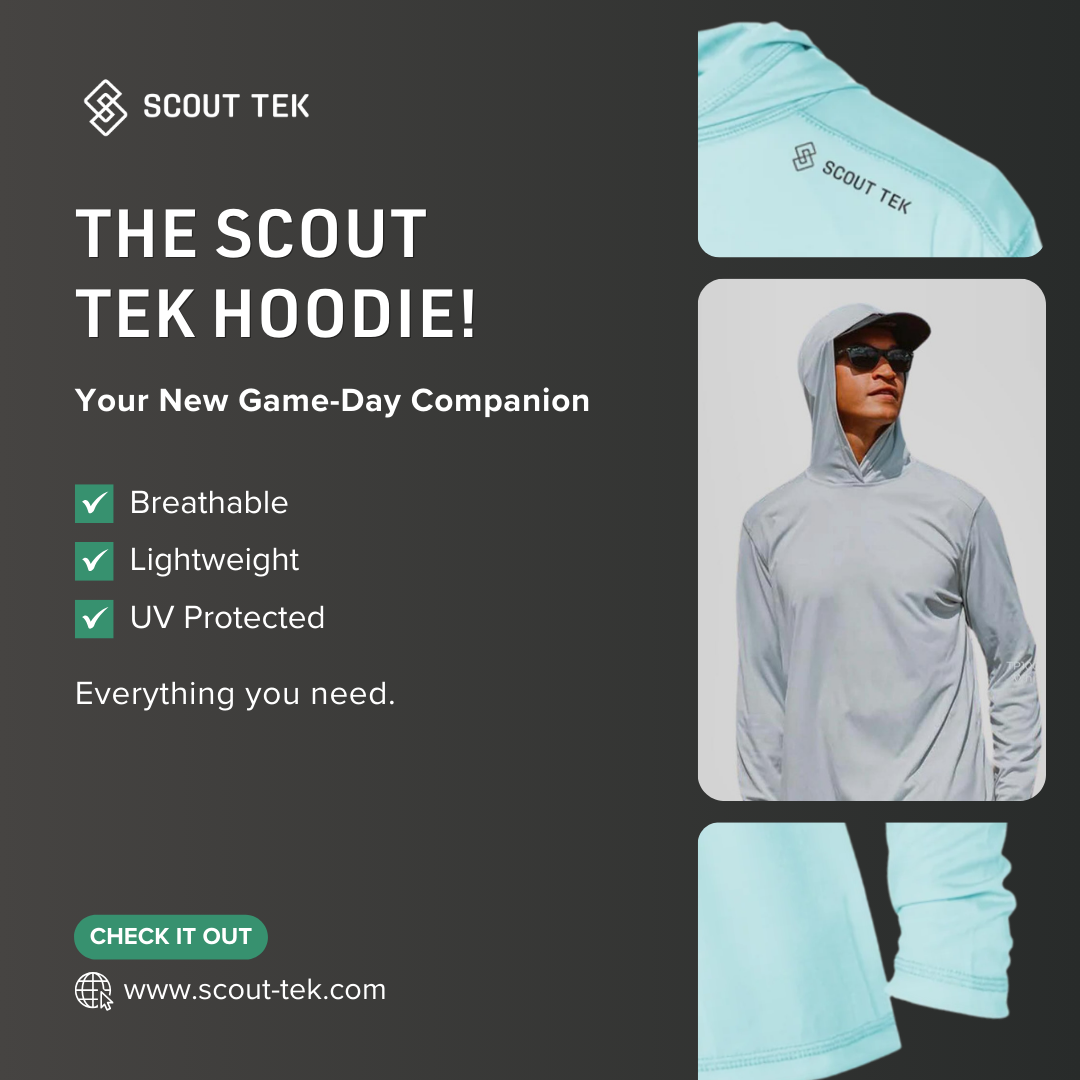 SCOUT TEK
THE SCOUT
TEK HOODIE!
Your New Game-Day Companion
Breathable
Lightweight
UV Protected
Everything you need.
CHECK IT OUT
www.scout-tek.com
SCOUT TEK